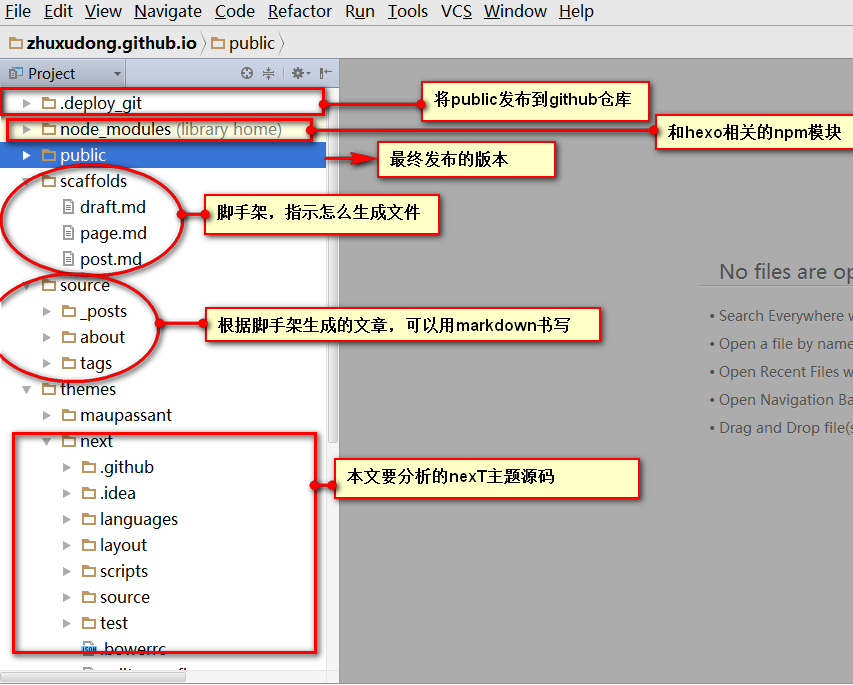 File Edit View Navigate Code Refactor Run Tools VCS Window Help
zhuxudong.github.io public
Project
.deploy_git
将public发布到github仓库
node_modules (library home)
和hexo相关的npm模块
public
最终发布的版本
scaffolds
draft.md
脚手架，指示怎么生成文件
page.md
post.md
source
_posts
根据脚手架生成的文章，可以用markdown书写
about
tags
themes
maupassant
next
.github
本文要分析的nexT主题源码
.idea
languages
layout
scripts
source
test
.bowerrc
No files are op
• Search Everywhere w
• Open a file by name
• Open Recent Files w
• Open Navigation Ba
• Drag and Drop file(s